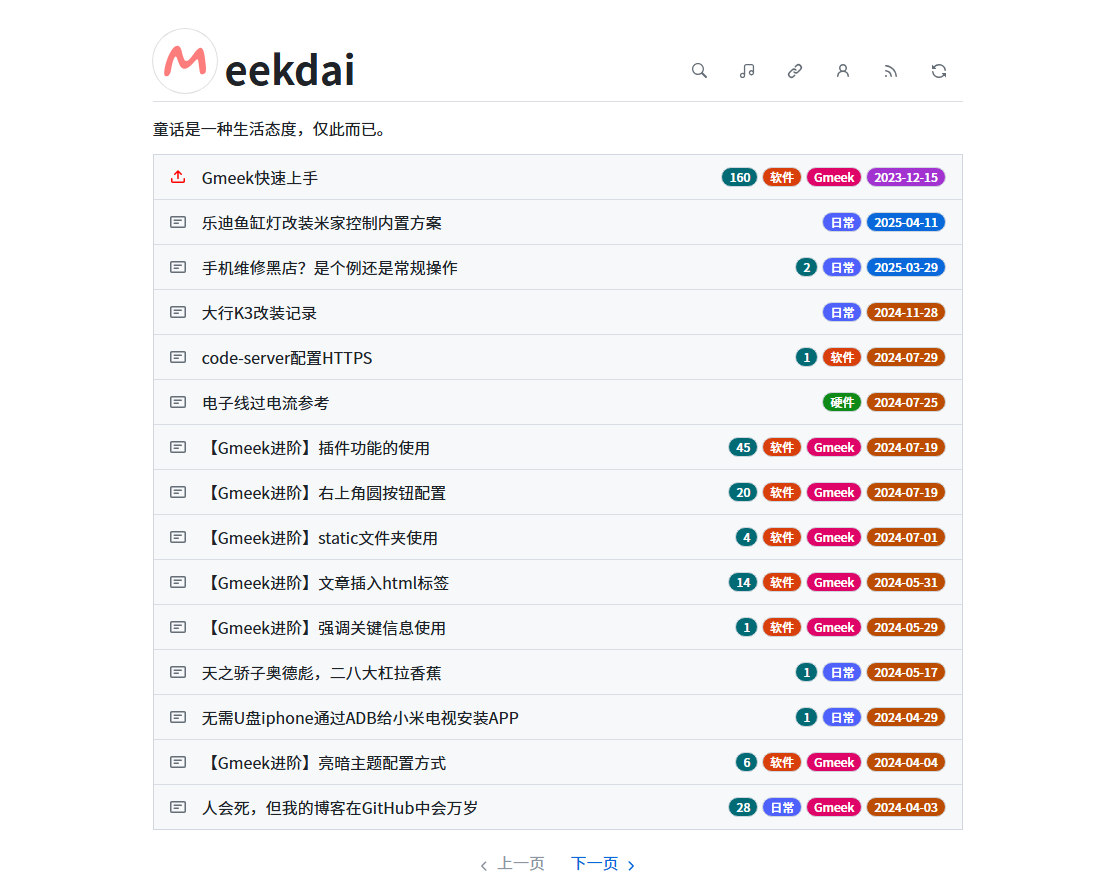 Meekdai
童话是一种生活态度，仅此而已。
Gmeek快速上手 160 软件 Gmeek 2023-12-15
乐迪鱼缸灯改装米家控制内置方案 日常 2025-04-11
手机维修黑店？是个例还是常规操作 2 日常 2025-03-29
大行K3改装记录 日常 2024-11-28
code-server配置HTTPS 1 软件 2024-07-29
电子线过电流参考 硬件 2024-07-25
【Gmeek进阶】插件功能的使用 45 软件 Gmeek 2024-07-19
【Gmeek进阶】右上角圆按钮配置 20 软件 Gmeek 2024-07-19
【Gmeek进阶】static文件夹使用 4 软件 Gmeek 2024-07-01
【Gmeek进阶】文章插入html标签 14 软件 Gmeek 2024-05-31
【Gmeek进阶】强调关键信息使用 1 软件 Gmeek 2024-05-29
天之骄子奥德彪，二八大杠拉香蕉 1 日常 2024-05-17
无需U盘iphone通过ADB给小米电视安装APP 1 日常 2024-04-29
【Gmeek进阶】亮暗主题配置方式 6 软件 Gmeek 2024-04-04
人会死，但我的博客在GitHub中会万岁 28 日常 Gmeek 2024-04-03
上一页 下一页